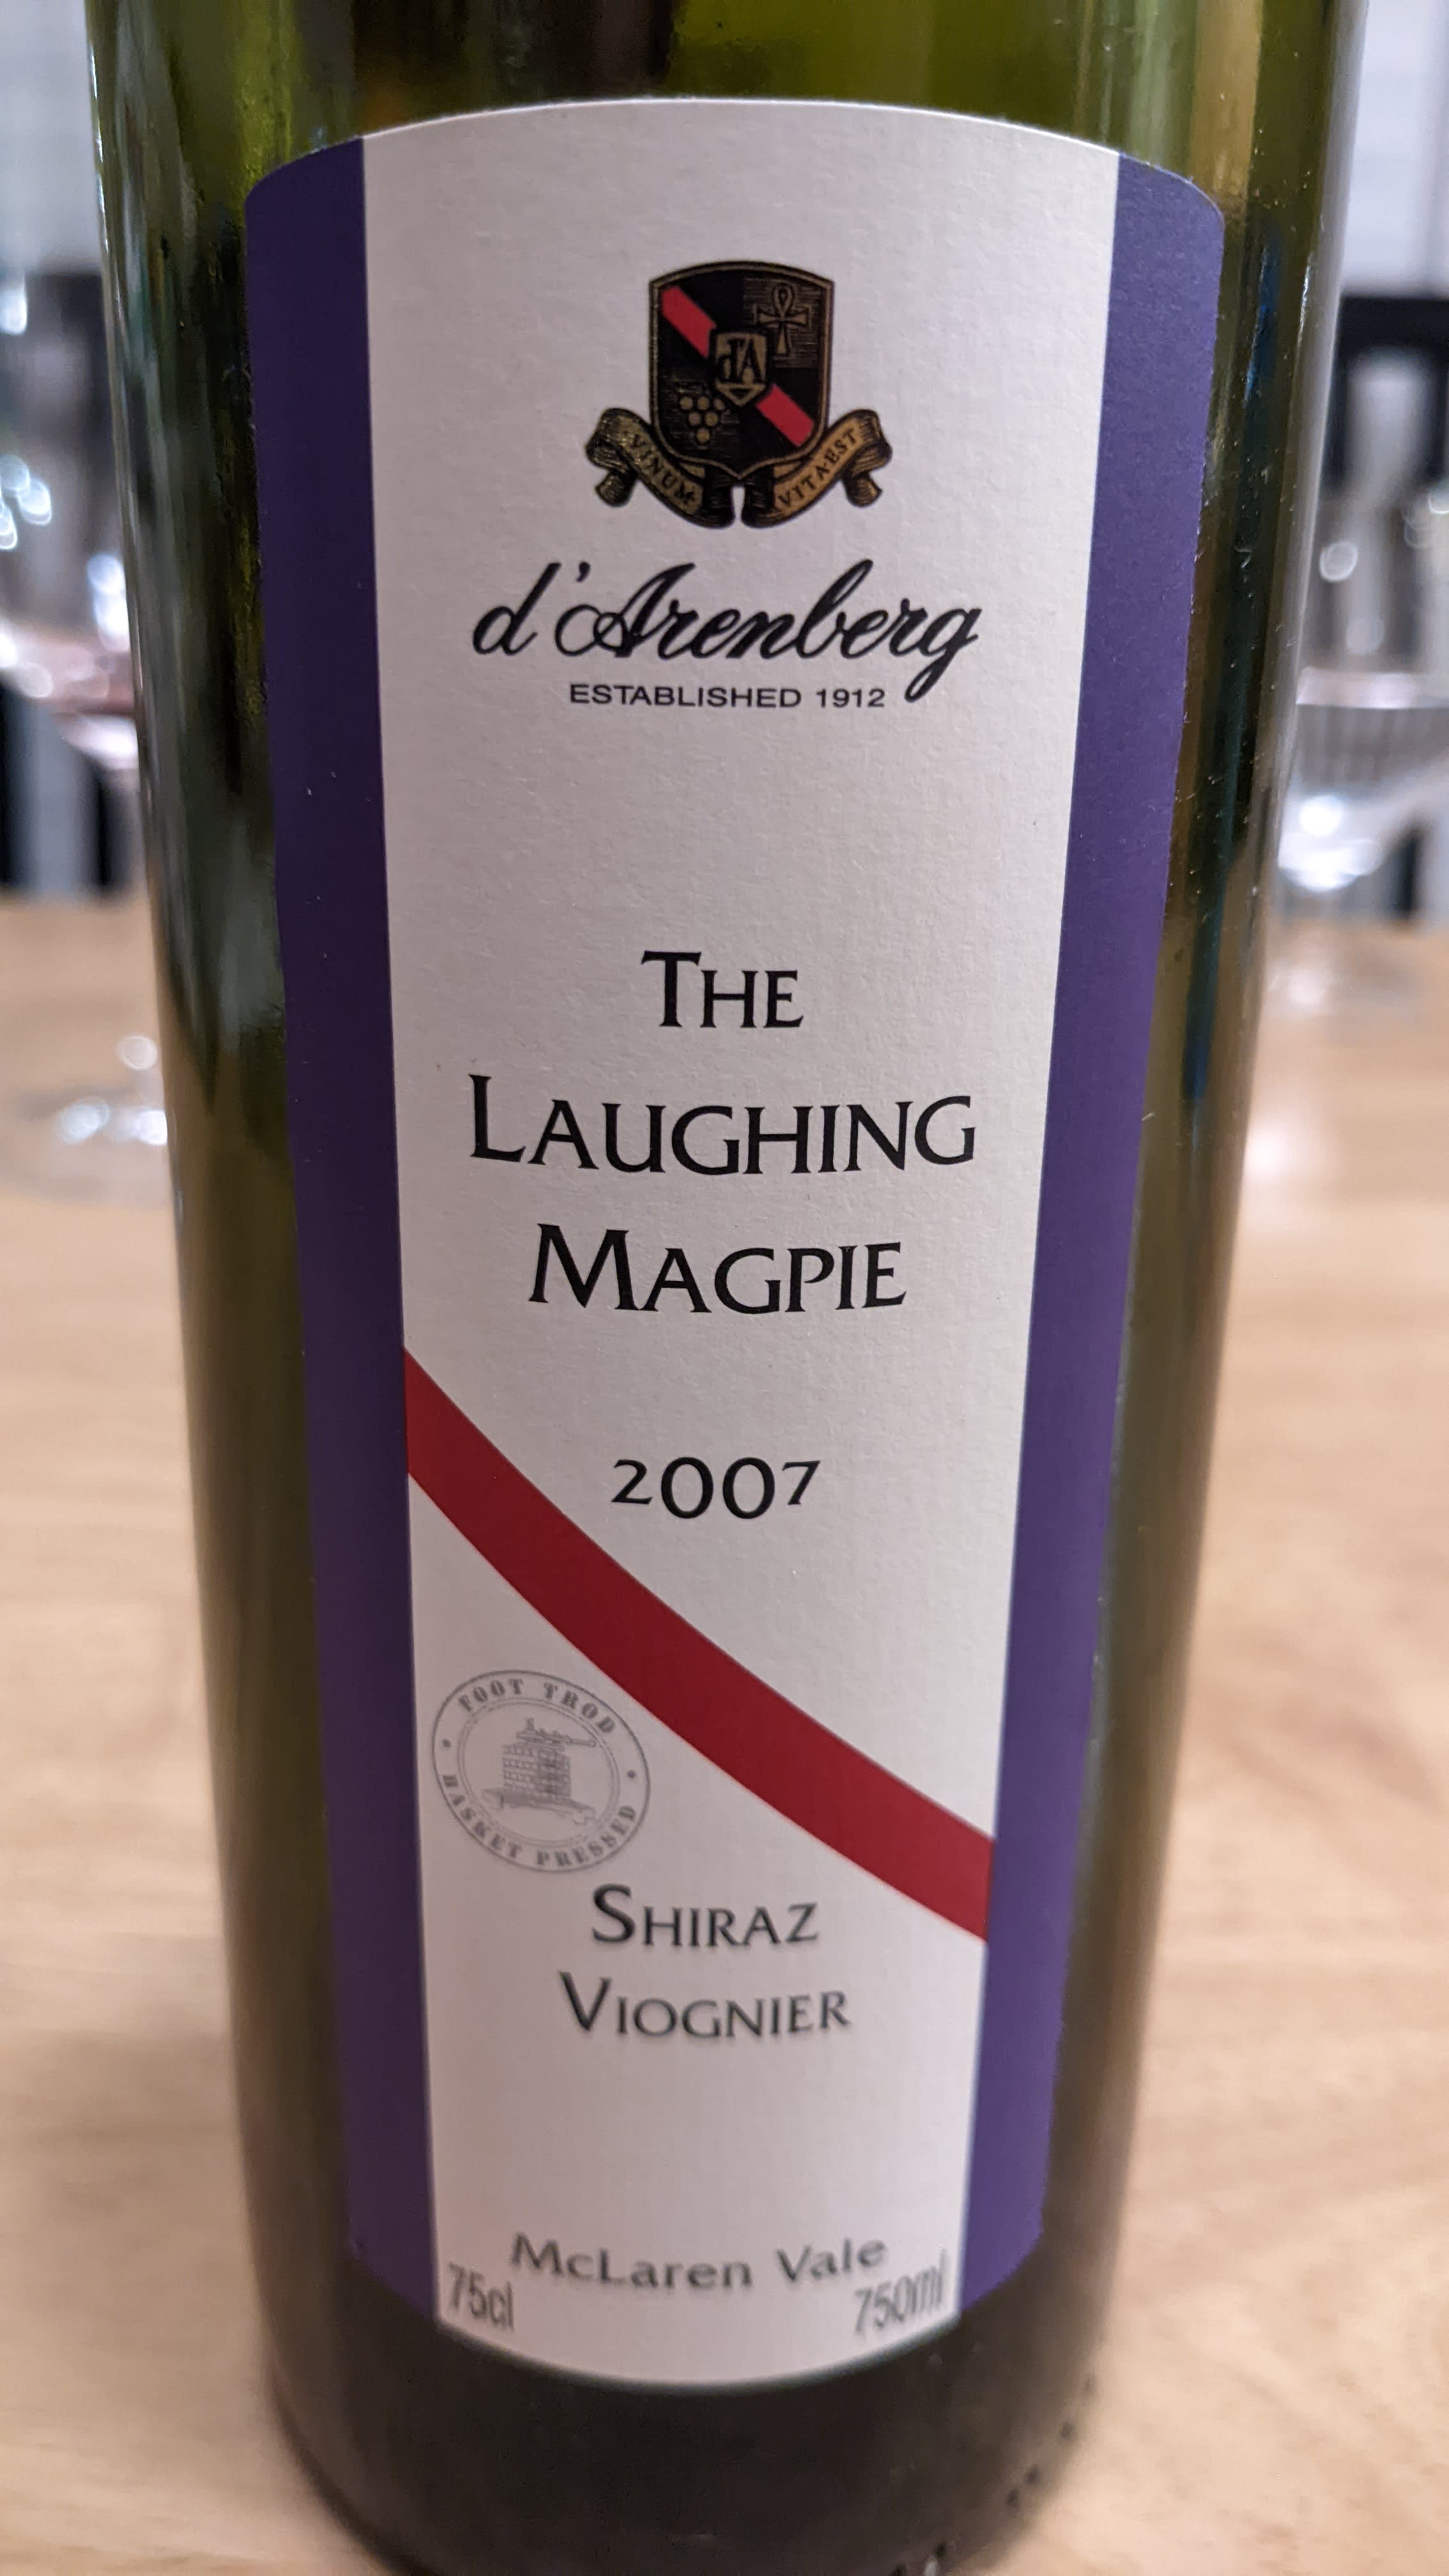 d'A
VINUM VITA EST
d'Arenberg
ESTABLISHED 1912
THE
LAUGHING
MAGPIE
2007
FOOT TROD
BASKET PRESSED
SHIRAZ
VIOGNIER
McLaren Vale
75cl 750ml